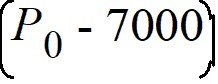 (P₀ - 7000)